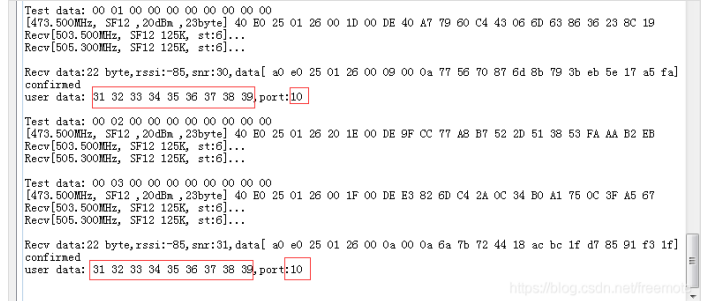 Test data: 00 01 00 00 00 00 00 00 00 00
[473.500MHz, SF12 ,20dBm ,23byte] 40 E0 25 01 26 00 1D 00 DE 40 A7 79 60 C4 43 06 6D 63 86 36 23 8C 19
Recv[503.500MHz, SF12 125K, st:6]...
Recv[505.300MHz, SF12 125K, st:6]...
Recv data:22 byte,rssi:-85,snr:30,data[ a0 e0 25 01 26 00 09 00 0a 77 56 70 87 6d 8b 79 3b eb 5e 17 a5 fa]
confirmed
user data: 31 32 33 34 35 36 37 38 39,port:10
Test data: 00 02 00 00 00 00 00 00 00 00
[473.500MHz, SF12 ,20dBm ,23byte] 40 E0 25 01 26 20 1E 00 DE 9F CC 77 A8 B7 52 2D 51 38 53 FA AA B2 EB
Recv[503.500MHz, SF12 125K, st:6]...
Recv[505.300MHz, SF12 125K, st:6]...
Test data: 00 03 00 00 00 00 00 00 00 00
[473.500MHz, SF12 ,20dBm ,23byte] 40 E0 25 01 26 00 1F 00 DE E3 82 6D C4 2A 0C 34 B0 A1 75 0C 3F A5 67
Recv[503.500MHz, SF12 125K, st:6]...
Recv[505.300MHz, SF12 125K, st:6]...
Recv data:22 byte,rssi:-85,snr:31,data[ a0 e0 25 01 26 00 0a 00 0a 6a 7b 72 44 18 ac bc 1f d7 85 91 f3 1f]
confirmed
user data: 31 32 33 34 35 36 37 38 39,port:10